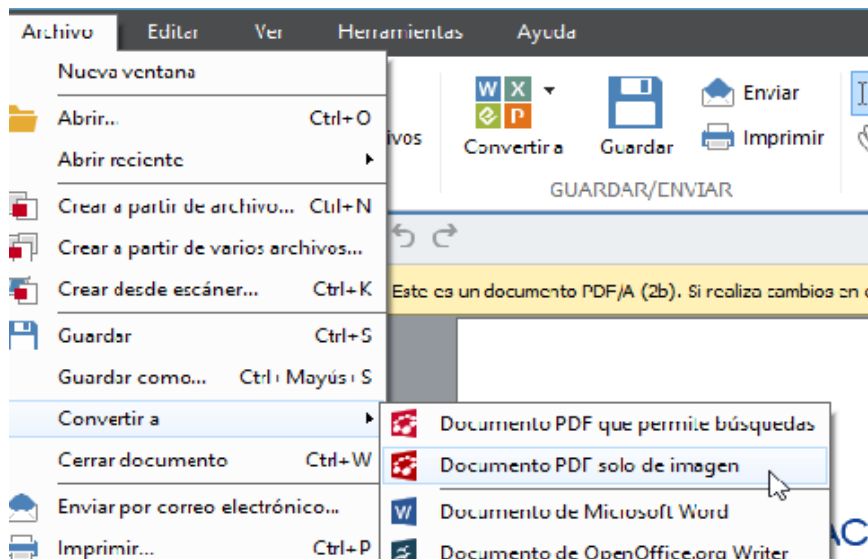 Archivo Editar Ver Herramientas Ayuda
Nueva ventana
Abrir... Ctrl+O
Abrir reciente
Crear a partir de archivo... Ctrl+N
Crear a partir de varios archivos...
Crear desde escáner... Ctrl+K
Guardar Ctrl+S
Guardar como... Ctrl+Mayús+S
Convertir a
Cerrar documento Ctrl+W
Enviar por correo electrónico...
Imprimir... Ctrl+P
ivos
W X
e P
Convertir a
Guardar
Enviar
Imprimir
GUARDAR/ENVIAR
Este es un documento PDF/A (2b). Si realiza cambios en
Documento PDF que permite búsquedas
Documento PDF solo de imagen
W Documento de Microsoft Word
Documento de OpenOffice.org Writer
AC